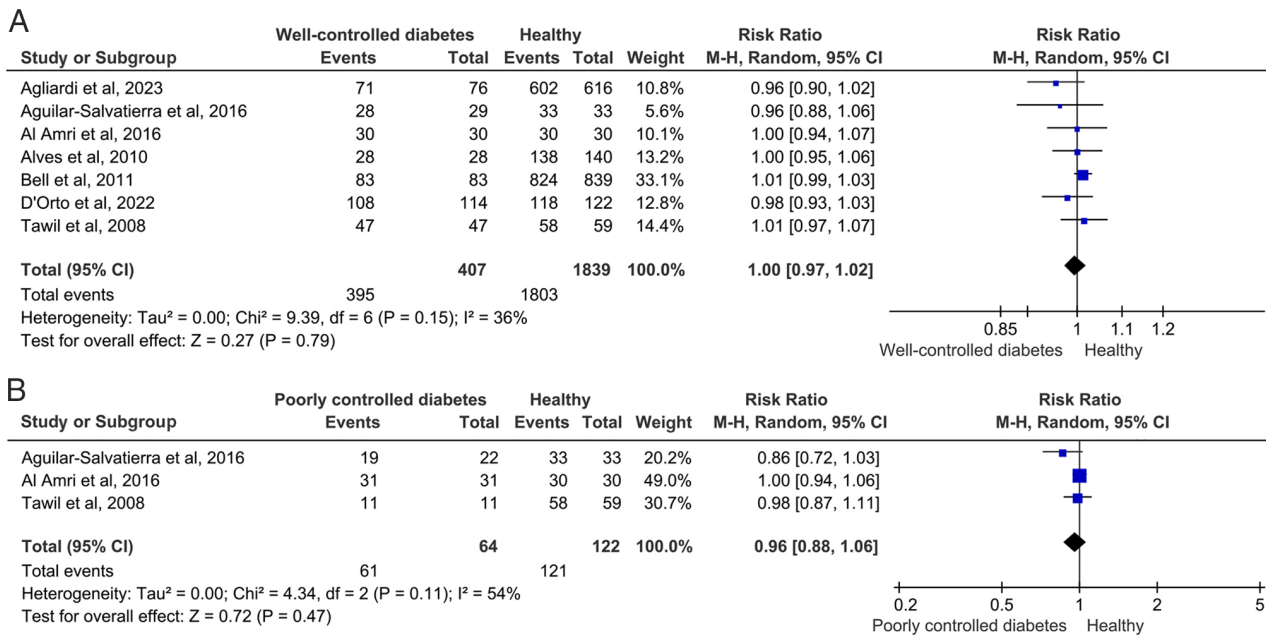 A
Well-controlled diabetes Healthy Risk Ratio Risk Ratio
Study or Subgroup Events Total Events Total Weight M-H, Random, 95% CI M-H, Random, 95% CI
Agliardi et al, 2023 71 76 602 616 10.8% 0.96 [0.90, 1.02]
Aguilar-Salvatierra et al, 2016 28 29 33 33 5.6% 0.96 [0.88, 1.06]
Al Amri et al, 2016 30 30 30 30 10.1% 1.00 [0.94, 1.07]
Alves et al, 2010 28 28 138 140 13.2% 1.00 [0.95, 1.06]
Bell et al, 2011 83 83 824 839 33.1% 1.01 [0.99, 1.03]
D'Orto et al, 2022 108 114 118 122 12.8% 0.98 [0.93, 1.03]
Tawil et al, 2008 47 47 58 59 14.4% 1.01 [0.97, 1.07]
Total (95% CI) 407 1839 100.0% 1.00 [0.97, 1.02]
Total events 395 1803
Heterogeneity: Tau² = 0.00; Chi² = 9.39, df = 6 (P = 0.15); I² = 36%
Test for overall effect: Z = 0.27 (P = 0.79)
0.85 1 1.1 1.2
Well-controlled diabetes Healthy
B
Poorly controlled diabetes Healthy Risk Ratio Risk Ratio
Study or Subgroup Events Total Events Total Weight M-H, Random, 95% CI M-H, Random, 95% CI
Aguilar-Salvatierra et al, 2016 19 22 33 33 20.2% 0.86 [0.72, 1.03]
Al Amri et al, 2016 31 31 30 30 49.0% 1.00 [0.94, 1.06]
Tawil et al, 2008 11 11 58 59 30.7% 0.98 [0.87, 1.11]
Total (95% CI) 64 122 100.0% 0.96 [0.88, 1.06]
Total events 61 121
Heterogeneity: Tau² = 0.00; Chi² = 4.34, df = 2 (P = 0.11); I² = 54%
Test for overall effect: Z = 0.72 (P = 0.47)
0.2 0.5 1 2 5
Poorly controlled diabetes Healthy